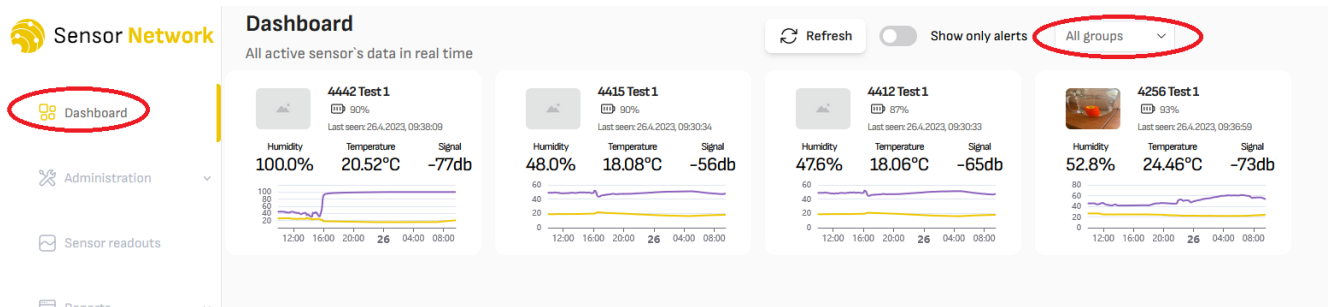 Sensor Network
Dashboard
Administration
Sensor readouts
Reports
Dashboard
All active sensor`s data in real time
Refresh
Show only alerts
All groups
4442 Test 1
90%
Last seen: 26.4.2023, 09:38:09
Humidity Temperature Signal
100.0% 20.52°C -77db
100
80
60
40
20
12:00 16:00 20:00 26 04:00 08:00
4415 Test 1
90%
Last seen: 26.4.2023, 09:30:34
Humidity Temperature Signal
48.0% 18.08°C -56db
60
40
20
0
12:00 16:00 20:00 26 04:00 08:00
4412 Test 1
87%
Last seen: 26.4.2023, 09:30:33
Humidity Temperature Signal
47.6% 18.06°C -65db
60
40
20
0
12:00 16:00 20:00 26 04:00 08:00
4256 Test 1
93%
Last seen: 26.4.2023, 09:36:59
Humidity Temperature Signal
52.8% 24.46°C -73db
80
60
40
20
0
12:00 16:00 20:00 26 04:00 08:00